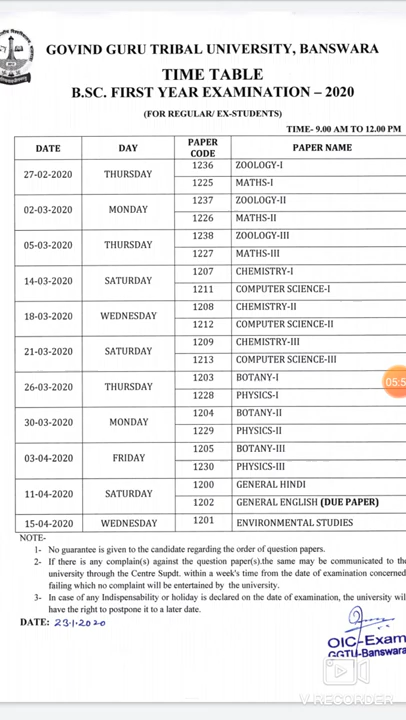 GOVIND GURU TRIBAL UNIVERSITY, BANSWARA
TIME TABLE
B.SC. FIRST YEAR EXAMINATION – 2020
(FOR REGULAR/ EX-STUDENTS)
TIME- 9.00 AM TO 12.00 PM
DATE DAY PAPER CODE PAPER NAME
27-02-2020 THURSDAY 1236 ZOOLOGY-I
1225 MATHS-I
02-03-2020 MONDAY 1237 ZOOLOGY-II
1226 MATHS-II
05-03-2020 THURSDAY 1238 ZOOLOGY-III
1227 MATHS-III
14-03-2020 SATURDAY 1207 CHEMISTRY-I
1211 COMPUTER SCIENCE-I
18-03-2020 WEDNESDAY 1208 CHEMISTRY-II
1212 COMPUTER SCIENCE-II
21-03-2020 SATURDAY 1209 CHEMISTRY-III
1213 COMPUTER SCIENCE-III
26-03-2020 THURSDAY 1203 BOTANY-I
1228 PHYSICS-I
05:5
30-03-2020 MONDAY 1204 BOTANY-II
1229 PHYSICS-II
03-04-2020 FRIDAY 1205 BOTANY-III
1230 PHYSICS-III
11-04-2020 SATURDAY 1200 GENERAL HINDI
1202 GENERAL ENGLISH (DUE PAPER)
15-04-2020 WEDNESDAY 1201 ENVIRONMENTAL STUDIES
NOTE-
1- No guarantee is given to the candidate regarding the order of question papers.
2- If there is any complain(s) against the question paper(s).the same may be communicated to the
university through the Centre Supdt. within a week's time from the date of examination concerned
failing which no complaint will be entertained by the university.
3- In case of any Indispensability or holiday is declared on the date of examination, the university will
have the right to postpone it to a later date.
DATE: 23-1-2020
OIC-Exam
GGTU-Banswara
V RECORDER